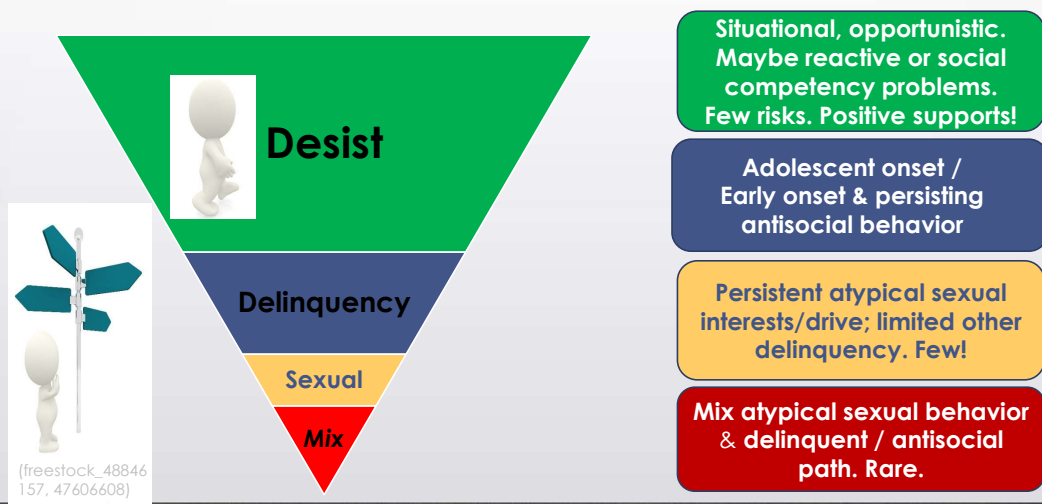 Desist
Delinquency
Sexual
Mix
(freestock_48846
157, 47606608)
Situational, opportunistic.
Maybe reactive or social
competency problems.
Few risks. Positive supports!
Adolescent onset /
Early onset & persisting
antisocial behavior
Persistent atypical sexual
interests/drive; limited other
delinquency. Few!
Mix atypical sexual behavior
& delinquent / antisocial
path. Rare.